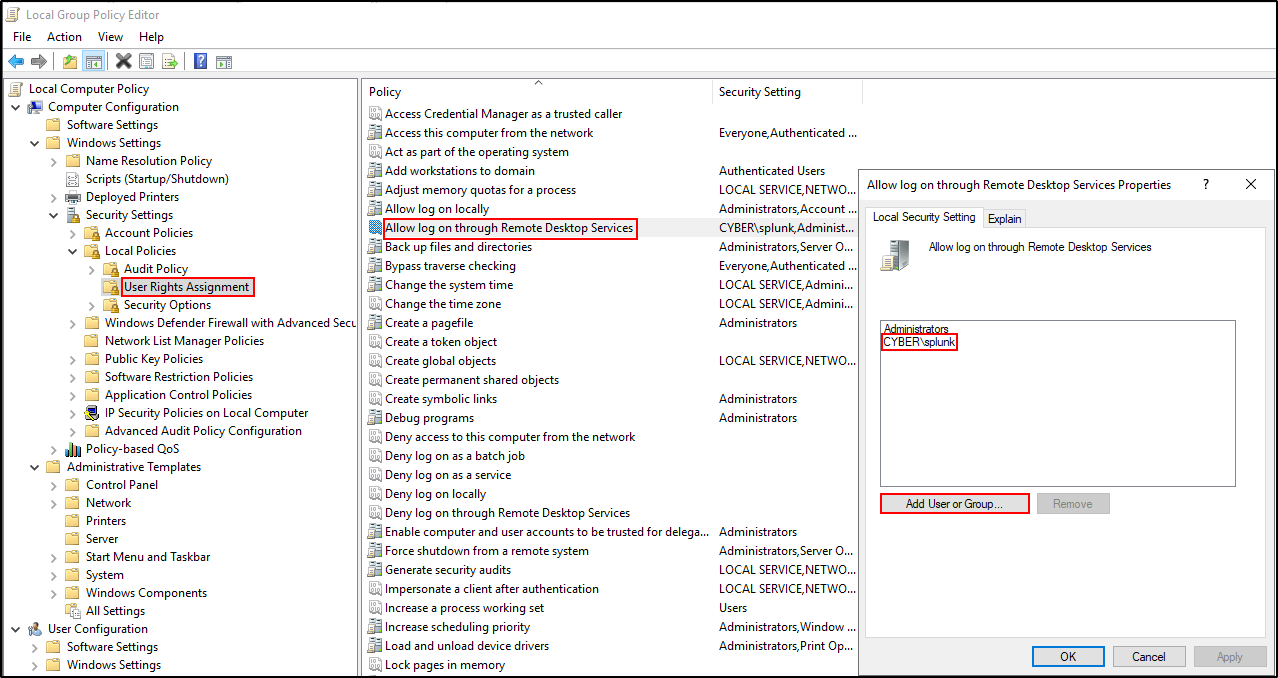 Local Group Policy Editor
File Action View Help
Local Computer Policy
Computer Configuration
Software Settings
Windows Settings
Name Resolution Policy
Scripts (Startup/Shutdown)
Deployed Printers
Security Settings
Account Policies
Local Policies
Audit Policy
User Rights Assignment
Security Options
Windows Defender Firewall with Advanced Secu
Network List Manager Policies
Public Key Policies
Software Restriction Policies
Application Control Policies
IP Security Policies on Local Computer
Advanced Audit Policy Configuration
Policy-based QoS
Administrative Templates
Control Panel
Network
Printers
Server
Start Menu and Taskbar
System
Windows Components
All Settings
User Configuration
Software Settings
Windows Settings
Policy Security Setting
Access Credential Manager as a trusted caller
Access this computer from the network Everyone,Authenticated ...
Act as part of the operating system
Add workstations to domain Authenticated Users
Adjust memory quotas for a process LOCAL SERVICE,NETWO...
Allow log on locally Administrators,Account ...
Allow log on through Remote Desktop Services CYBER\splunk,Administ...
Back up files and directories Administrators,Server O...
Bypass traverse checking Everyone,Authenticated ...
Change the system time LOCAL SERVICE,Admini...
Change the time zone LOCAL SERVICE,Admini...
Create a pagefile Administrators
Create a token object
Create global objects LOCAL SERVICE,NETWO...
Create permanent shared objects
Create symbolic links Administrators
Debug programs Administrators
Deny access to this computer from the network
Deny log on as a batch job
Deny log on as a service
Deny log on locally
Deny log on through Remote Desktop Services
Enable computer and user accounts to be trusted for delega... Administrators
Force shutdown from a remote system Administrators,Server O...
Generate security audits LOCAL SERVICE,NETWO...
Impersonate a client after authentication LOCAL SERVICE,NETWO...
Increase a process working set Users
Increase scheduling priority Administrators,Window ...
Load and unload device drivers Administrators,Print Op...
Lock pages in memory
Allow log on through Remote Desktop Services Properties ?
Local Security Setting Explain
Allow log on through Remote Desktop Services
Administrators
CYBER\splunk
Add User or Group... Remove
OK Cancel Apply